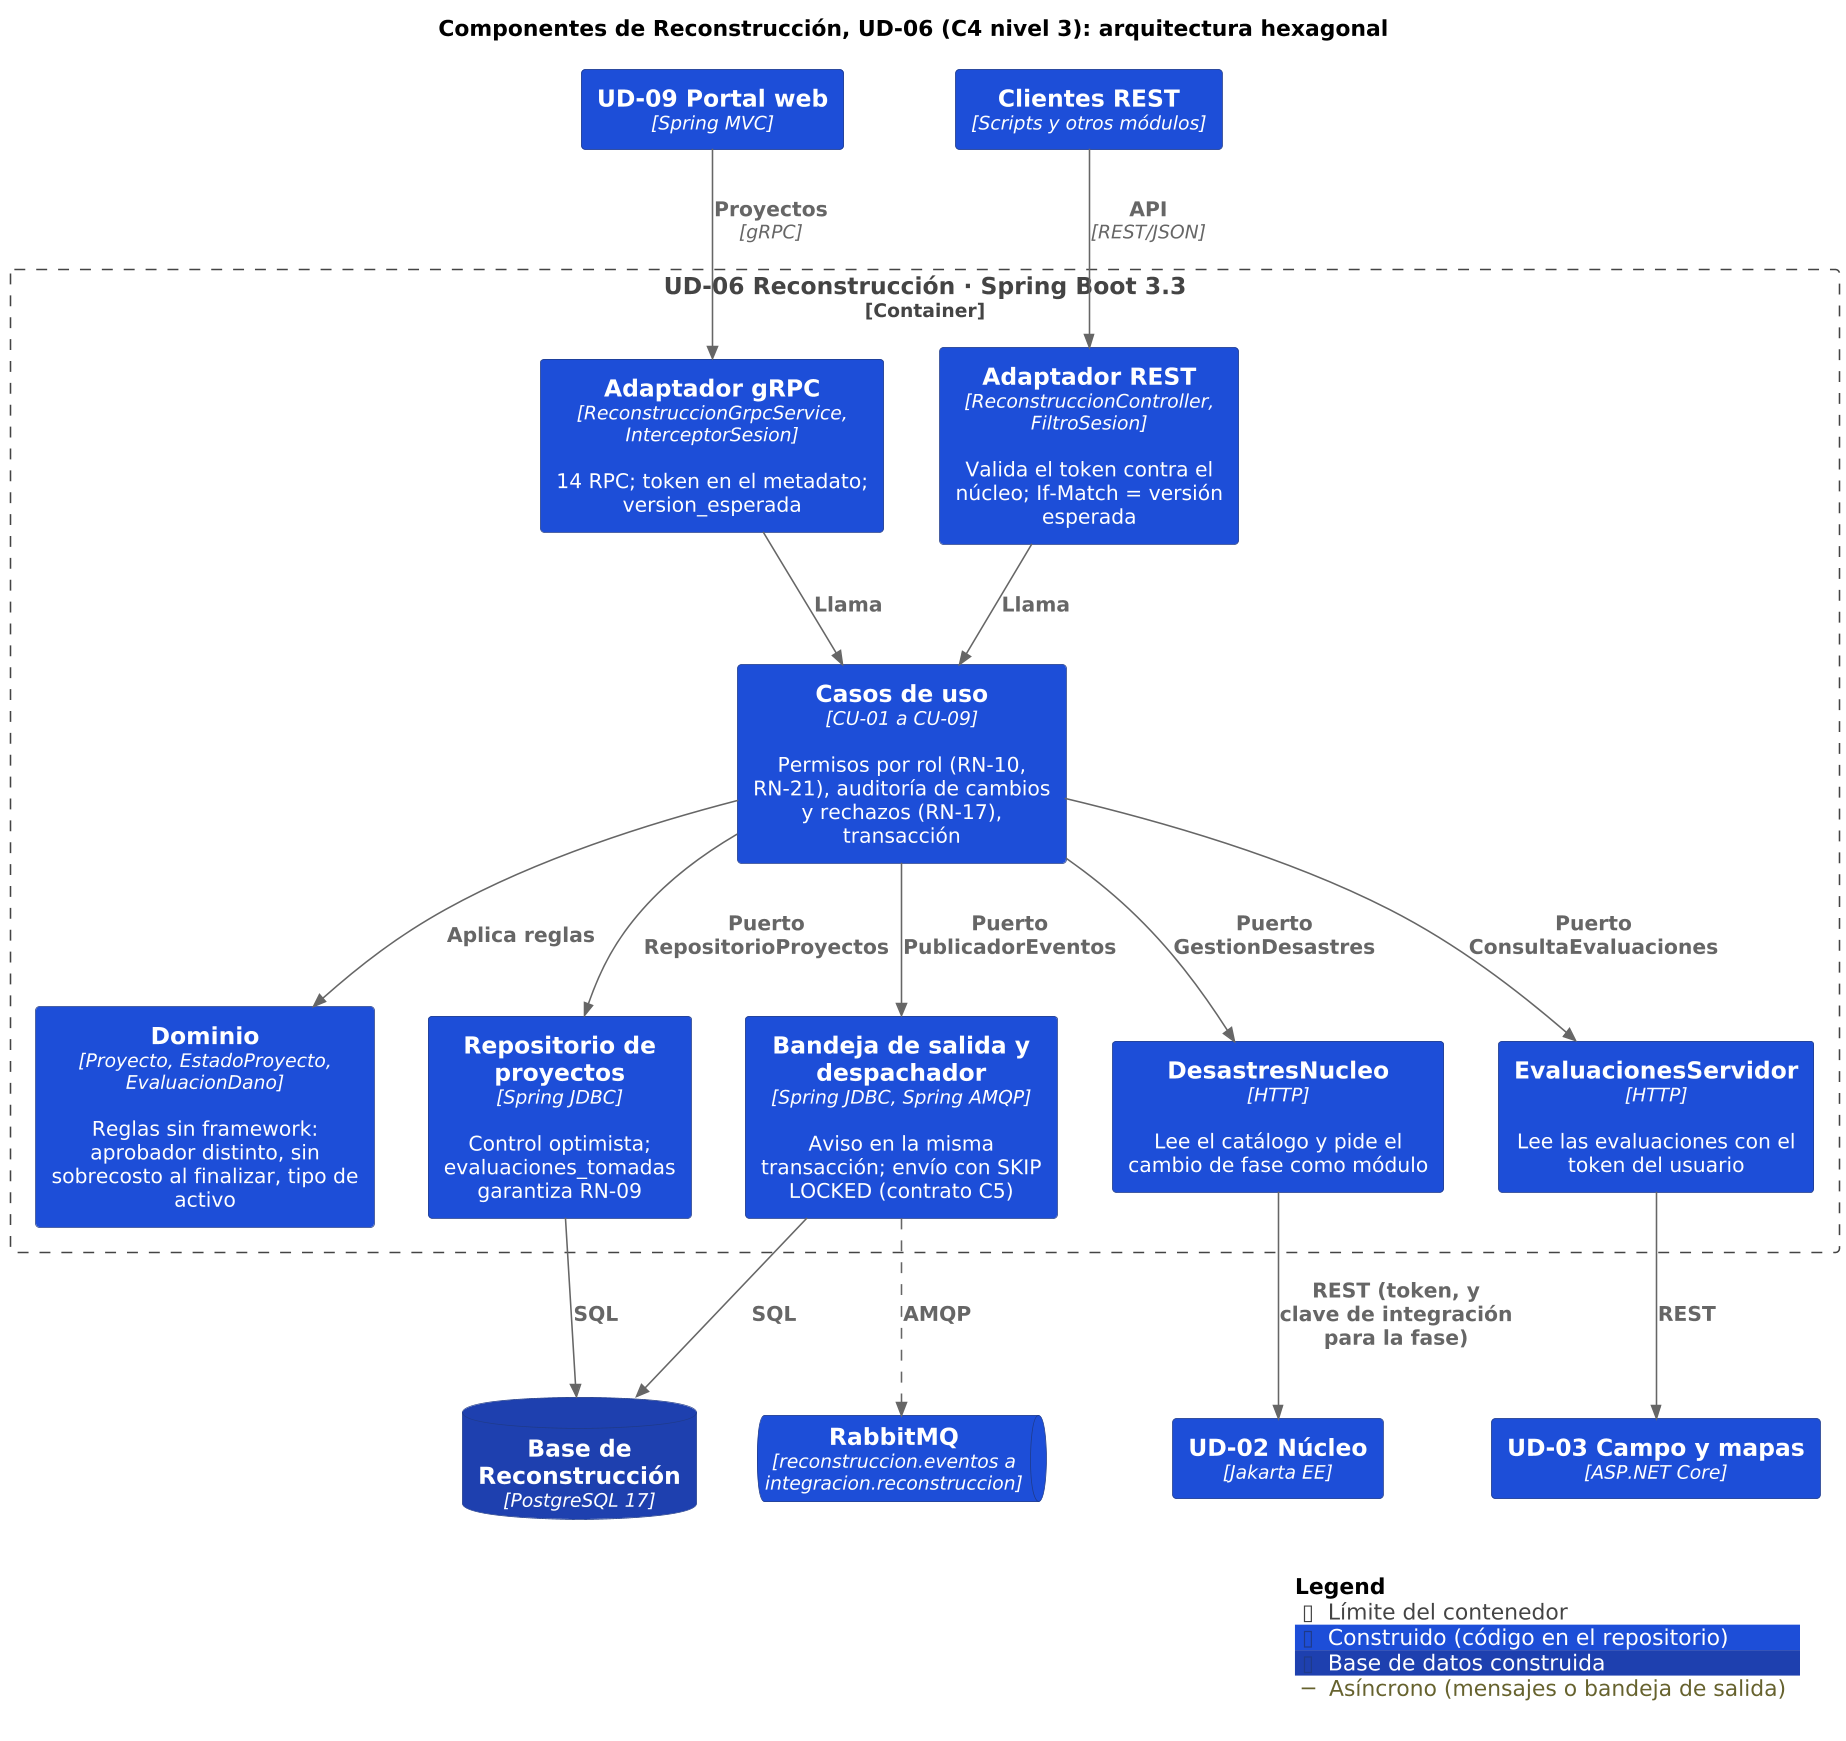 Componentes de Reconstrucción, UD-06 (C4 nivel 3): arquitectura hexagonal
UD-09 Portal web
[Spring MVC]
Clientes REST
[Scripts y otros módulos]
Proyectos
[gRPC]
API
[REST/JSON]
UD-06 Reconstrucción · Spring Boot 3.3
[Container]
Adaptador gRPC
[ReconstruccionGrpcService,
InterceptorSesion]
14 RPC; token en el metadato;
version_esperada
Adaptador REST
[ReconstruccionController,
FiltroSesion]
Valida el token contra el
núcleo; If-Match = versión
esperada
Llama
Llama
Casos de uso
[CU-01 a CU-09]
Permisos por rol (RN-10,
RN-21), auditoría de cambios
y rechazos (RN-17),
transacción
Aplica reglas
Puerto
RepositorioProyectos
Puerto
PublicadorEventos
Puerto
GestionDesastres
Puerto
ConsultaEvaluaciones
Dominio
[Proyecto, EstadoProyecto,
EvaluacionDano]
Reglas sin framework:
aprobador distinto, sin
sobrecosto al finalizar, tipo de
activo
Repositorio de
proyectos
[Spring JDBC]
Control optimista;
evaluaciones_tomadas
garantiza RN-09
Bandeja de salida y
despachador
[Spring JDBC, Spring AMQP]
Aviso en la misma
transacción; envío con SKIP
LOCKED (contrato C5)
DesastresNucleo
[HTTP]
Lee el catálogo y pide el
cambio de fase como módulo
EvaluacionesServidor
[HTTP]
Lee las evaluaciones con el
token del usuario
SQL
SQL
AMQP
REST (token, y
clave de integración
para la fase)
REST
Base de
Reconstrucción
[PostgreSQL 17]
RabbitMQ
[reconstruccion.eventos a
integracion.reconstruccion]
UD-02 Núcleo
[Jakarta EE]
UD-03 Campo y mapas
[ASP.NET Core]
Legend
Límite del contenedor
Construido (código en el repositorio)
Base de datos construida
Asíncrono (mensajes o bandeja de salida)